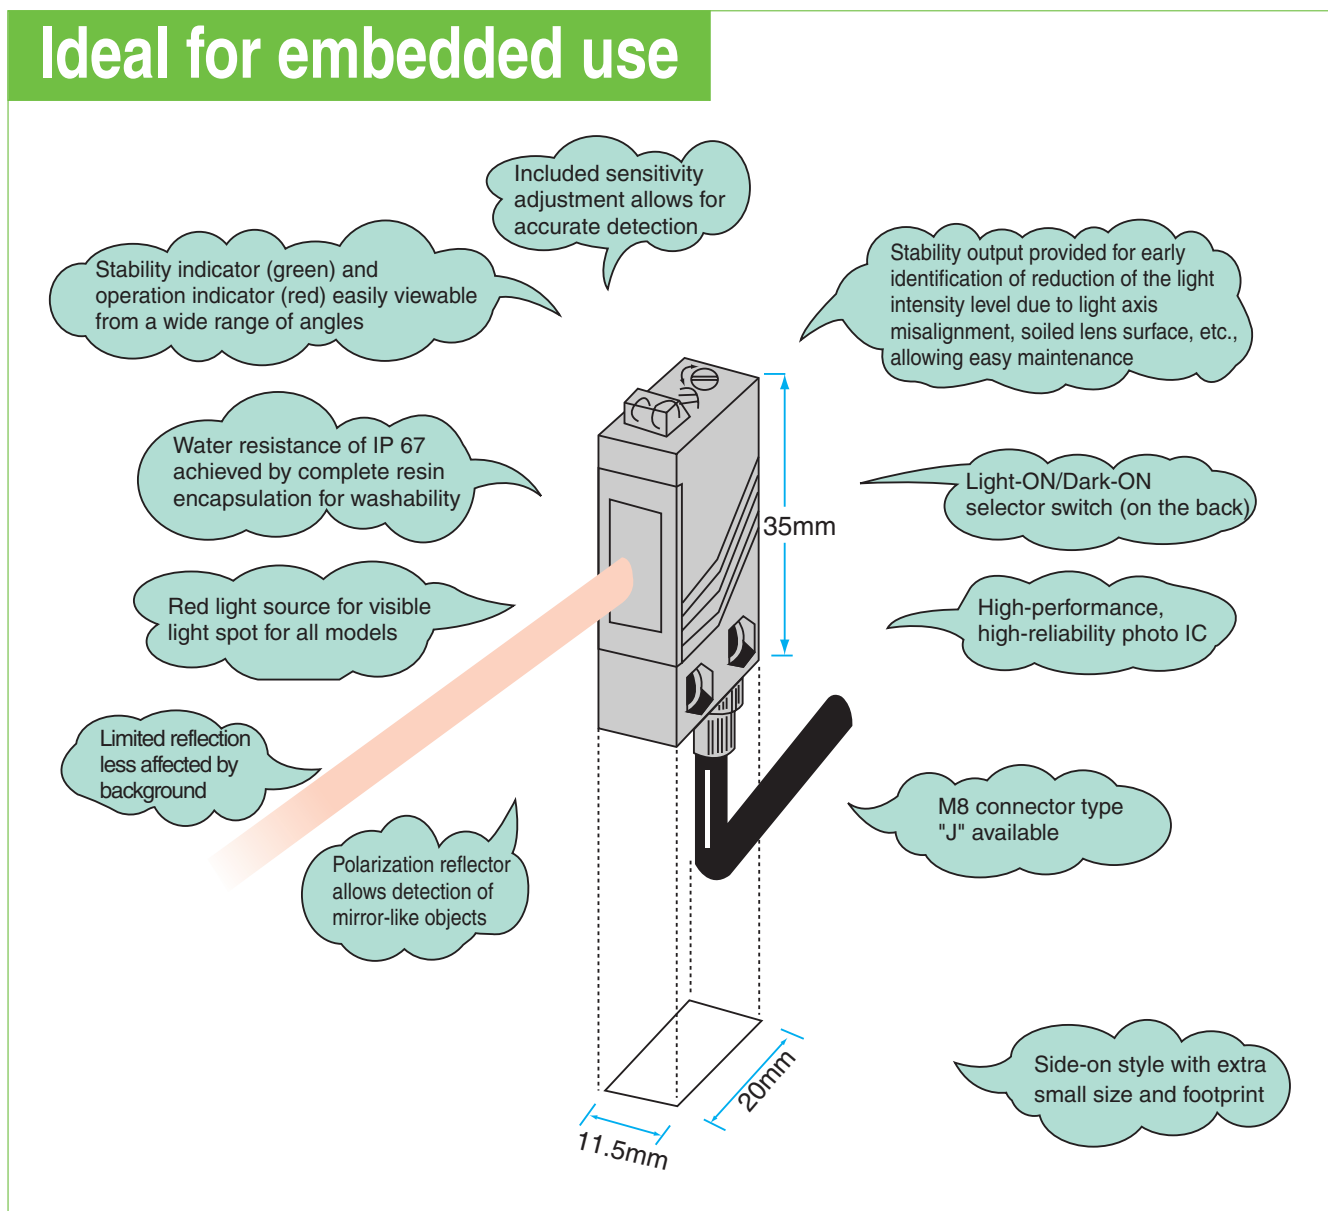 Ideal for embedded use
Included sensitivity
adjustment allows for
accurate detection
Stability indicator (green) and
operation indicator (red) easily viewable
from a wide range of angles
Stability output provided for early
identification of reduction of the light
intensity level due to light axis
misalignment, soiled lens surface, etc.,
allowing easy maintenance
Water resistance of IP 67
achieved by complete resin
encapsulation for washability
Light-ON/Dark-ON
selector switch (on the back)
35mm
Red light source for visible
light spot for all models
High-performance,
high-reliability photo IC
Limited reflection
less affected by
background
M8 connector type
"J" available
Polarization reflector
allows detection of
mirror-like objects
Side-on style with extra
small size and footprint
20mm
11.5mm